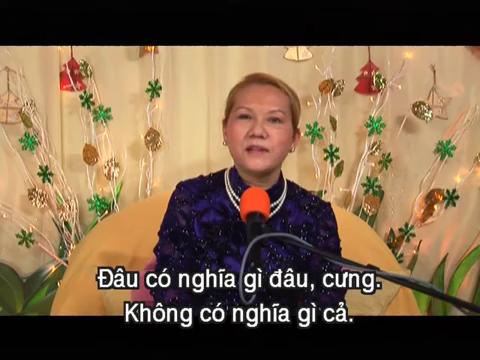 Đâu có nghĩa gì đâu, cưng.
Không có nghĩa gì cả.